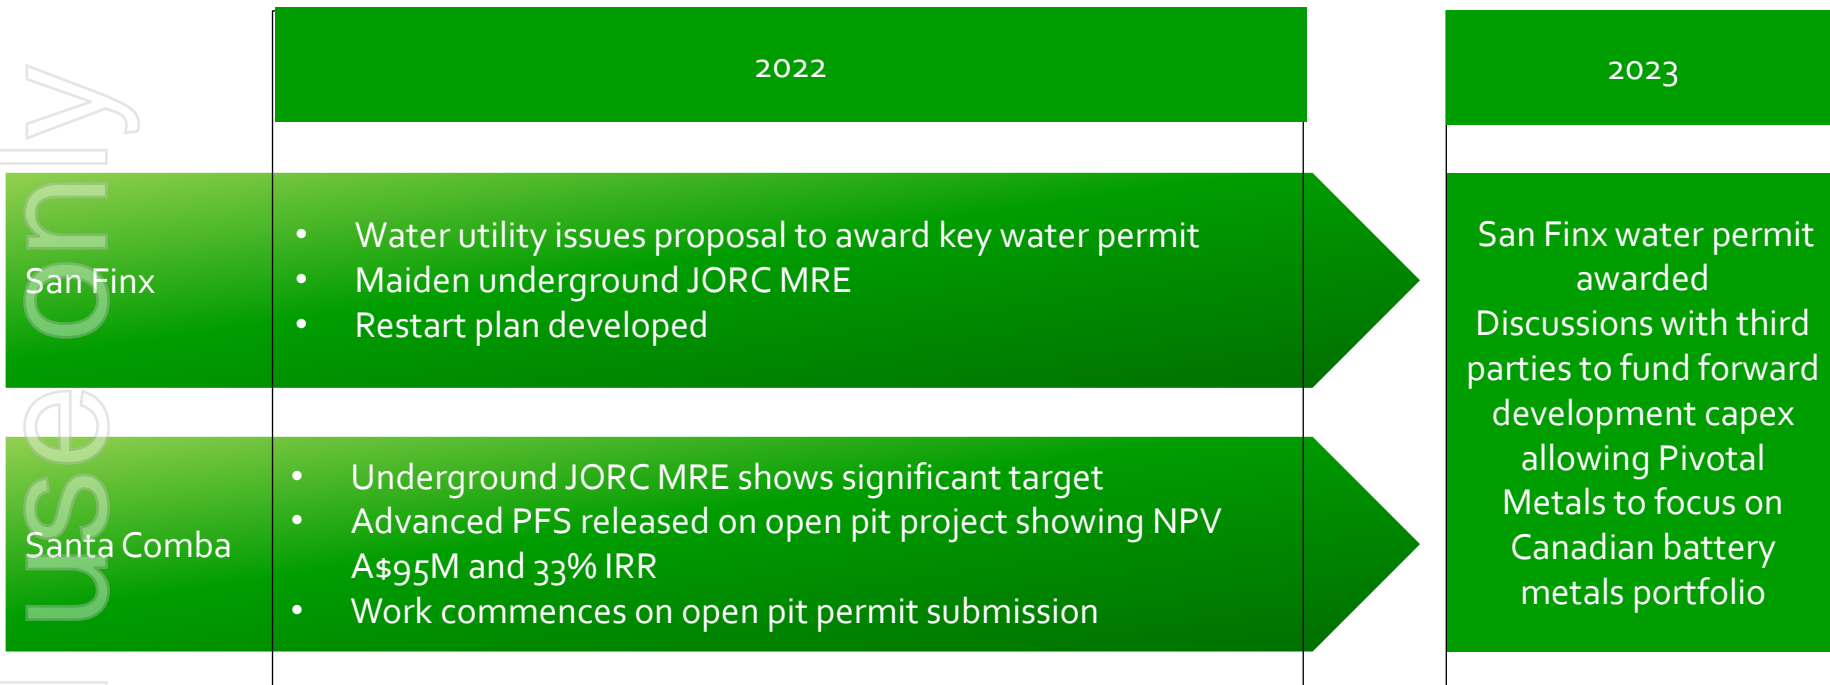 2022
2023
San Finx
• Water utility issues proposal to award key water permit
• Maiden underground JORC MRE
• Restart plan developed
Santa Comba
• Underground JORC MRE shows significant target
• Advanced PFS released on open pit project showing NPV
A$95M and 33% IRR
• Work commences on open pit permit submission
San Finx water permit
awarded
Discussions with third
parties to fund forward
development capex
allowing Pivotal
Metals to focus on
Canadian battery
metals portfolio
use only